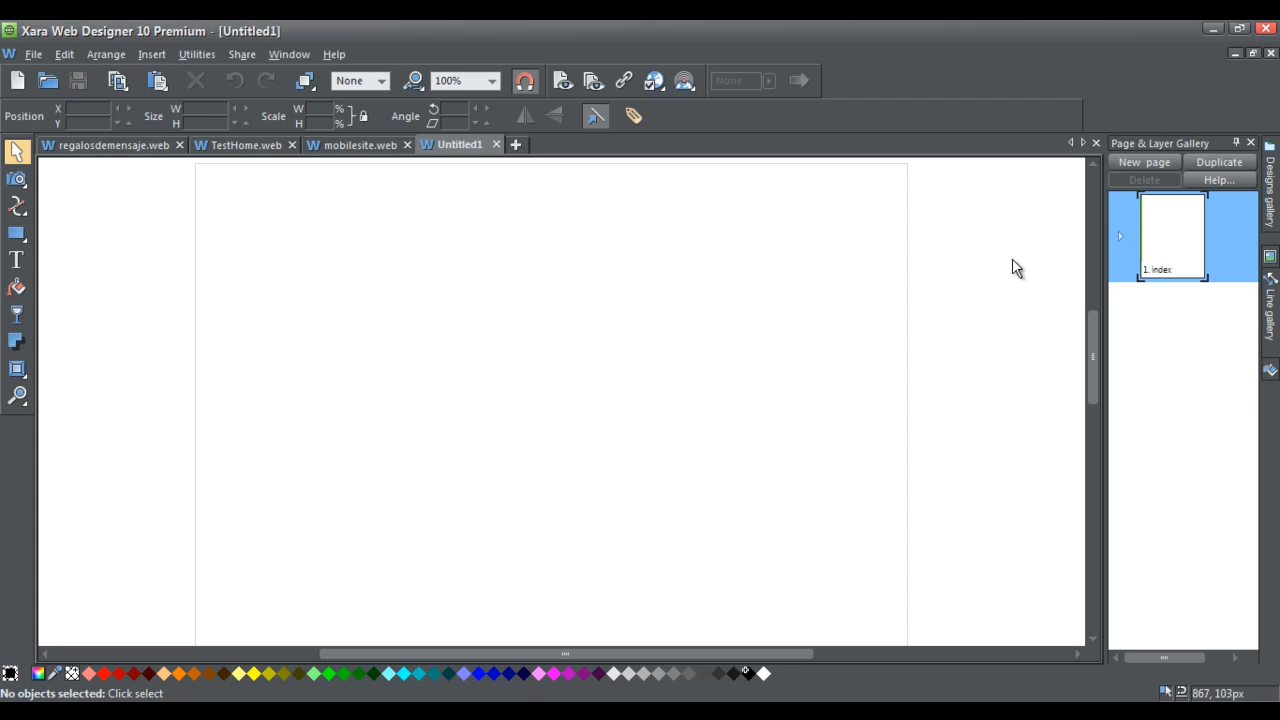 Xara Web Designer 10 Premium - [Untitled1]
W File Edit Arrange Insert Utilities Share Window Help
None 100% None
Position X Y Size W H Scale W % H % Angle
W regalosdemensaje.web W TestHome.web W mobilesite.web W Untitled1
Page & Layer Gallery
New page Duplicate
Delete Help...
1. index
Designs gallery
Line gallery
T
No objects selected: Click select
867, 103px